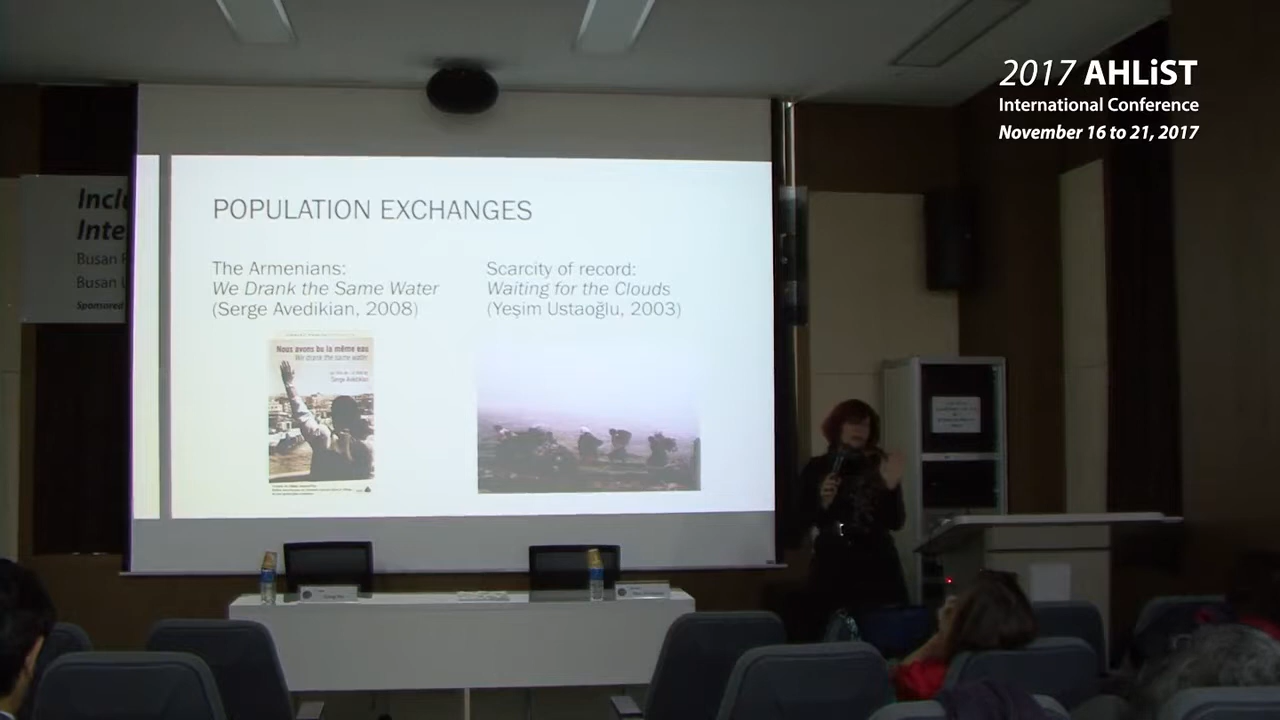 2017 AHLiST
International Conference
November 16 to 21, 2017
Incl
Inte
Busan
Busan
Sponsored
POPULATION EXCHANGES
The Armenians:
We Drank the Same Water
(Serge Avedikian, 2008)
Scarcity of record:
Waiting for the Clouds
(Yeşim Ustaoğlu, 2003)
Nous avons bu la même eau
We drank the same water
Serge Avedikian